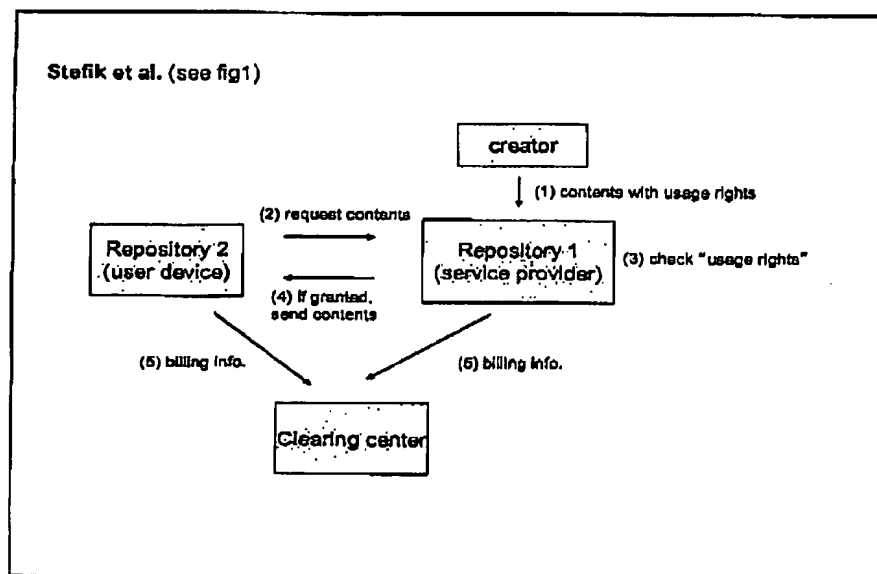 Stefik et al. (see fig1)
creator
(1) contents with usage rights
(2) request contents
Repository 2
(user device)
Repository 1
(service provider)
(3) check "usage rights"
(4) If granted,
send contents
(5) billing info.
(5) billing info.
Clearing center